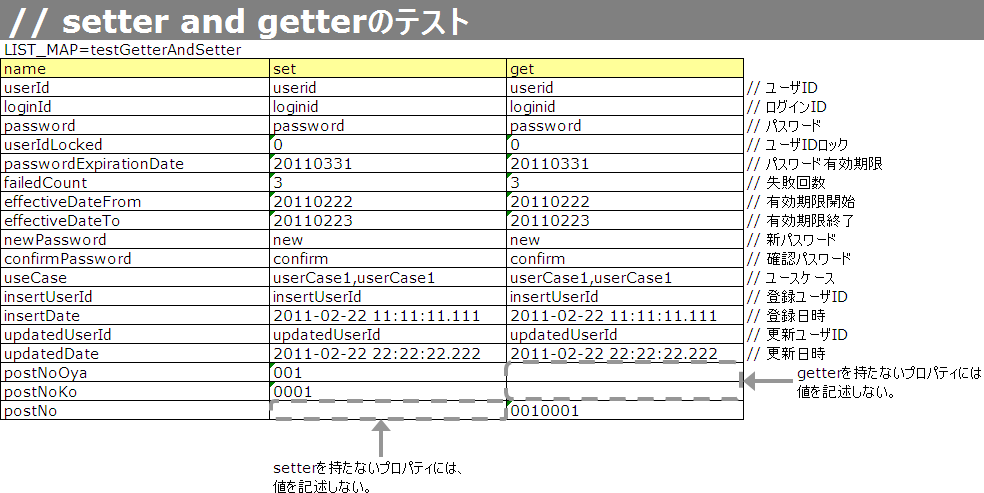 // setter and getterのテスト
LIST_MAP=testGetterAndSetter
name set get
userId userid userid // ユーザID
loginId loginid loginid // ログインID
password password password // パスワード
userIdLocked 0 0 // ユーザIDロック
passwordExpirationDate 20110331 20110331 // パスワード有効期限
failedCount 3 3 // 失敗回数
effectiveDateFrom 20110222 20110222 // 有効期限開始
effectiveDateTo 20110223 20110223 // 有効期限終了
newPassword new new // 新パスワード
confirmPassword confirm confirm // 確認パスワード
useCase userCase1,userCase1 userCase1,userCase1 // ユースケース
insertUserId insertUserId insertUserId // 登録ユーザID
insertDate 2011-02-22 11:11:11.111 2011-02-22 11:11:11.111 // 登録日時
updatedUserId updatedUserId updatedUserId // 更新ユーザID
updatedDate 2011-02-22 22:22:22.222 2011-02-22 22:22:22.222 // 更新日時
postNoOya 001
postNoKo 0001
postNo 0010001
getterを持たないプロパティには
値を記述しない。
setterを持たないプロパティには、
値を記述しない。